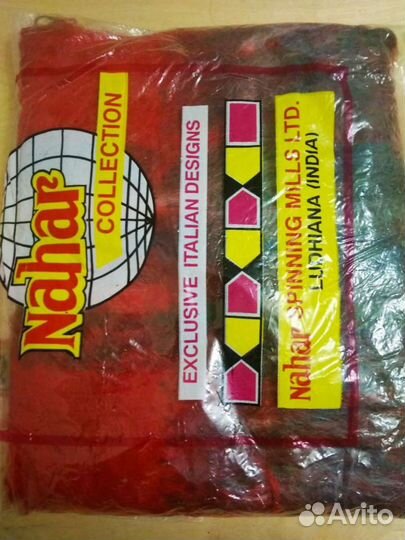 Nahar
COLLECTION
EXCLUSIVE ITALIAN DESIGNS
Nahar SPINNING MILLS LTD.
LUDHIANA (INDIA)
Avito